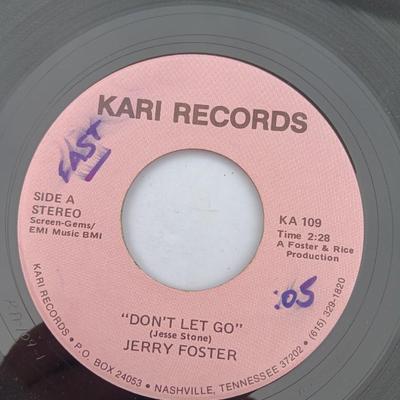 KARI RECORDS
EAST
SIDE A
STEREO
Screen-Gems/
EMI Music BMI
KA 109
Time 2:28
A Foster & Rice
Production
:05
"DON'T LET GO"
(Jesse Stone)
JERRY FOSTER
KARI RECORDS • P.O. BOX 24053 • NASHVILLE, TENNESSEE 37202 • (615) 329-1820